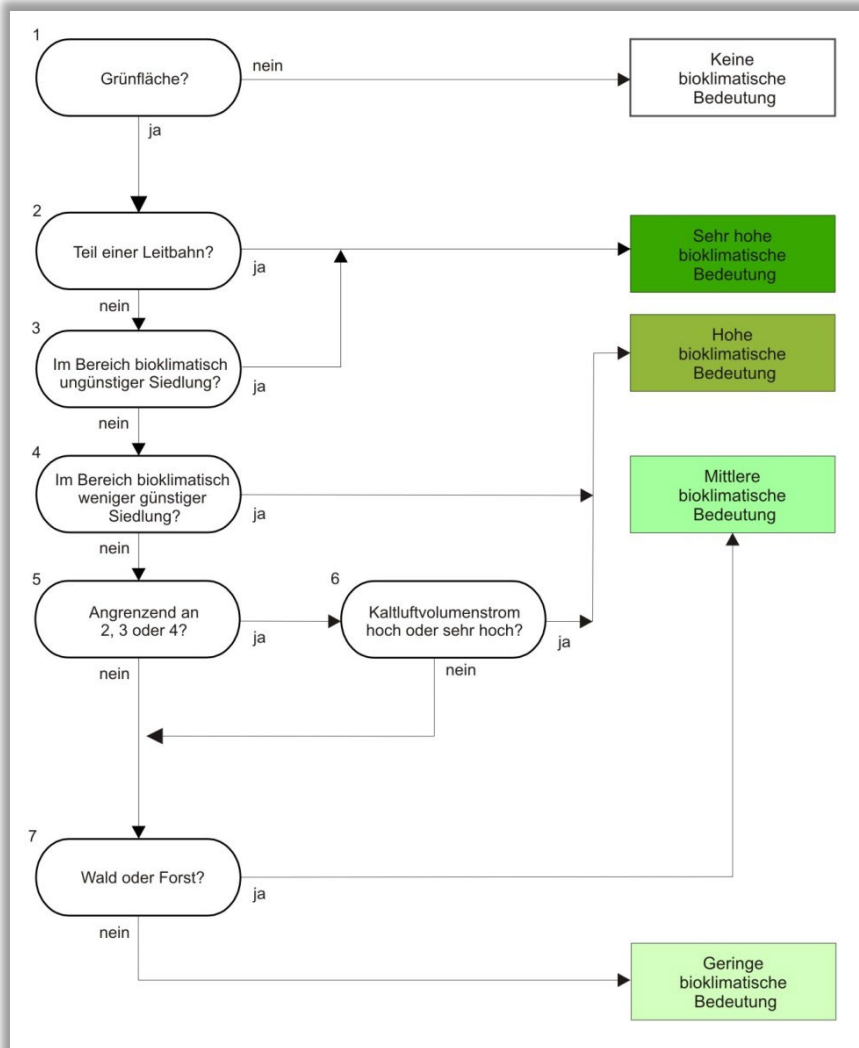 1
Grünfläche?
nein
ja
Keine
bioklimatische
Bedeutung
2
Teil einer Leitbahn?
ja
nein
Sehr hohe
bioklimatische
Bedeutung
3
Im Bereich bioklimatisch
ungünstiger Siedlung?
ja
nein
Hohe
bioklimatische
Bedeutung
4
Im Bereich bioklimatisch
weniger günstiger
Siedlung?
ja
nein
Mittlere
bioklimatische
Bedeutung
5
Angrenzend an
2, 3 oder 4?
ja
nein
6
Kaltluftvolumenstrom
hoch oder sehr hoch?
ja
nein
7
Wald oder Forst?
ja
nein
Geringe
bioklimatische
Bedeutung